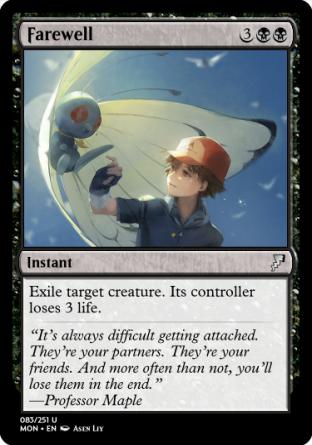 Farewell 3
Instant
Exile target creature. Its controller
loses 3 life.
“It’s always difficult getting attached.
They’re your partners. They’re your
friends. And more often than not, you’ll
lose them in the end.”
—Professor Maple
083/251 U
MON • EN Asen Liy